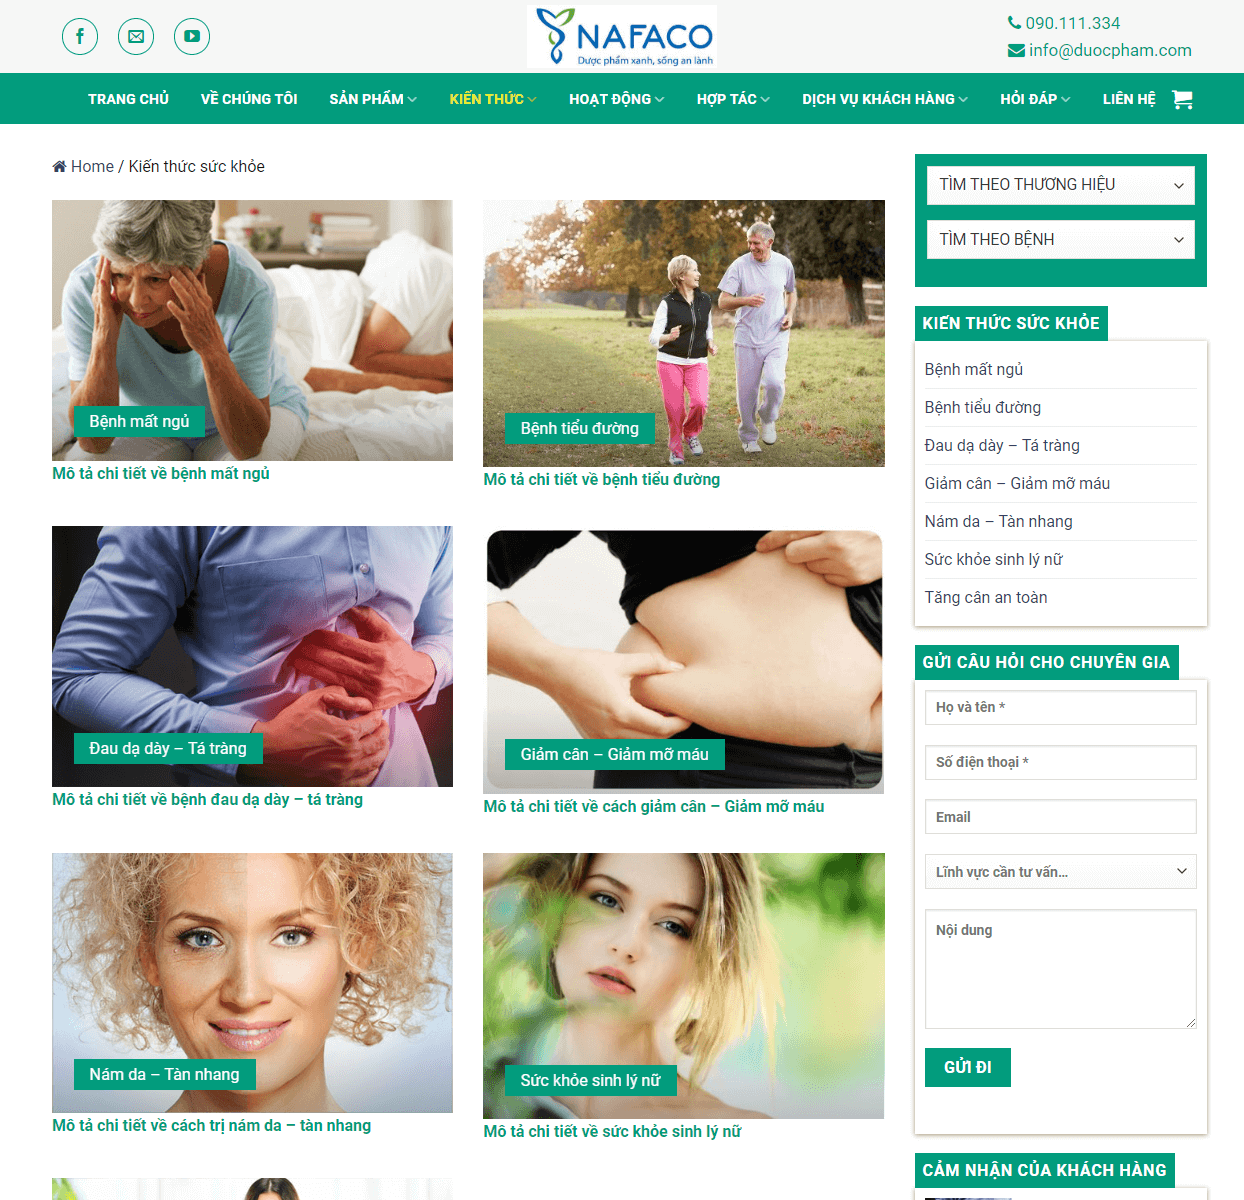 NAFACO
Dược phẩm xanh, sống an lành
090.111.334
info@duocpham.com
TRANG CHỦ VỀ CHÚNG TÔI SẢN PHẨM KIẾN THỨC HOẠT ĐỘNG HỢP TÁC DỊCH VỤ KHÁCH HÀNG HỎI ĐÁP LIÊN HỆ
Home / Kiến thức sức khỏe
Bệnh mất ngủ
Mô tả chi tiết về bệnh mất ngủ
Bệnh tiểu đường
Mô tả chi tiết về bệnh tiểu đường
Đau dạ dày – Tá tràng
Mô tả chi tiết về bệnh đau dạ dày – tá tràng
Giảm cân – Giảm mỡ máu
Mô tả chi tiết về cách giảm cân – Giảm mỡ máu
Nám da – Tàn nhang
Mô tả chi tiết về cách trị nám da – tàn nhang
Sức khỏe sinh lý nữ
Mô tả chi tiết về sức khỏe sinh lý nữ
TÌM THEO THƯƠNG HIỆU
TÌM THEO BỆNH
KIẾN THỨC SỨC KHỎE
Bệnh mất ngủ
Bệnh tiểu đường
Đau dạ dày – Tá tràng
Giảm cân – Giảm mỡ máu
Nám da – Tàn nhang
Sức khỏe sinh lý nữ
Tăng cân an toàn
GỬI CÂU HỎI CHO CHUYÊN GIA
Họ và tên *
Số điện thoại *
Email
Lĩnh vực cần tư vấn...
Nội dung
GỬI ĐI
CẢM NHẬN CỦA KHÁCH HÀNG